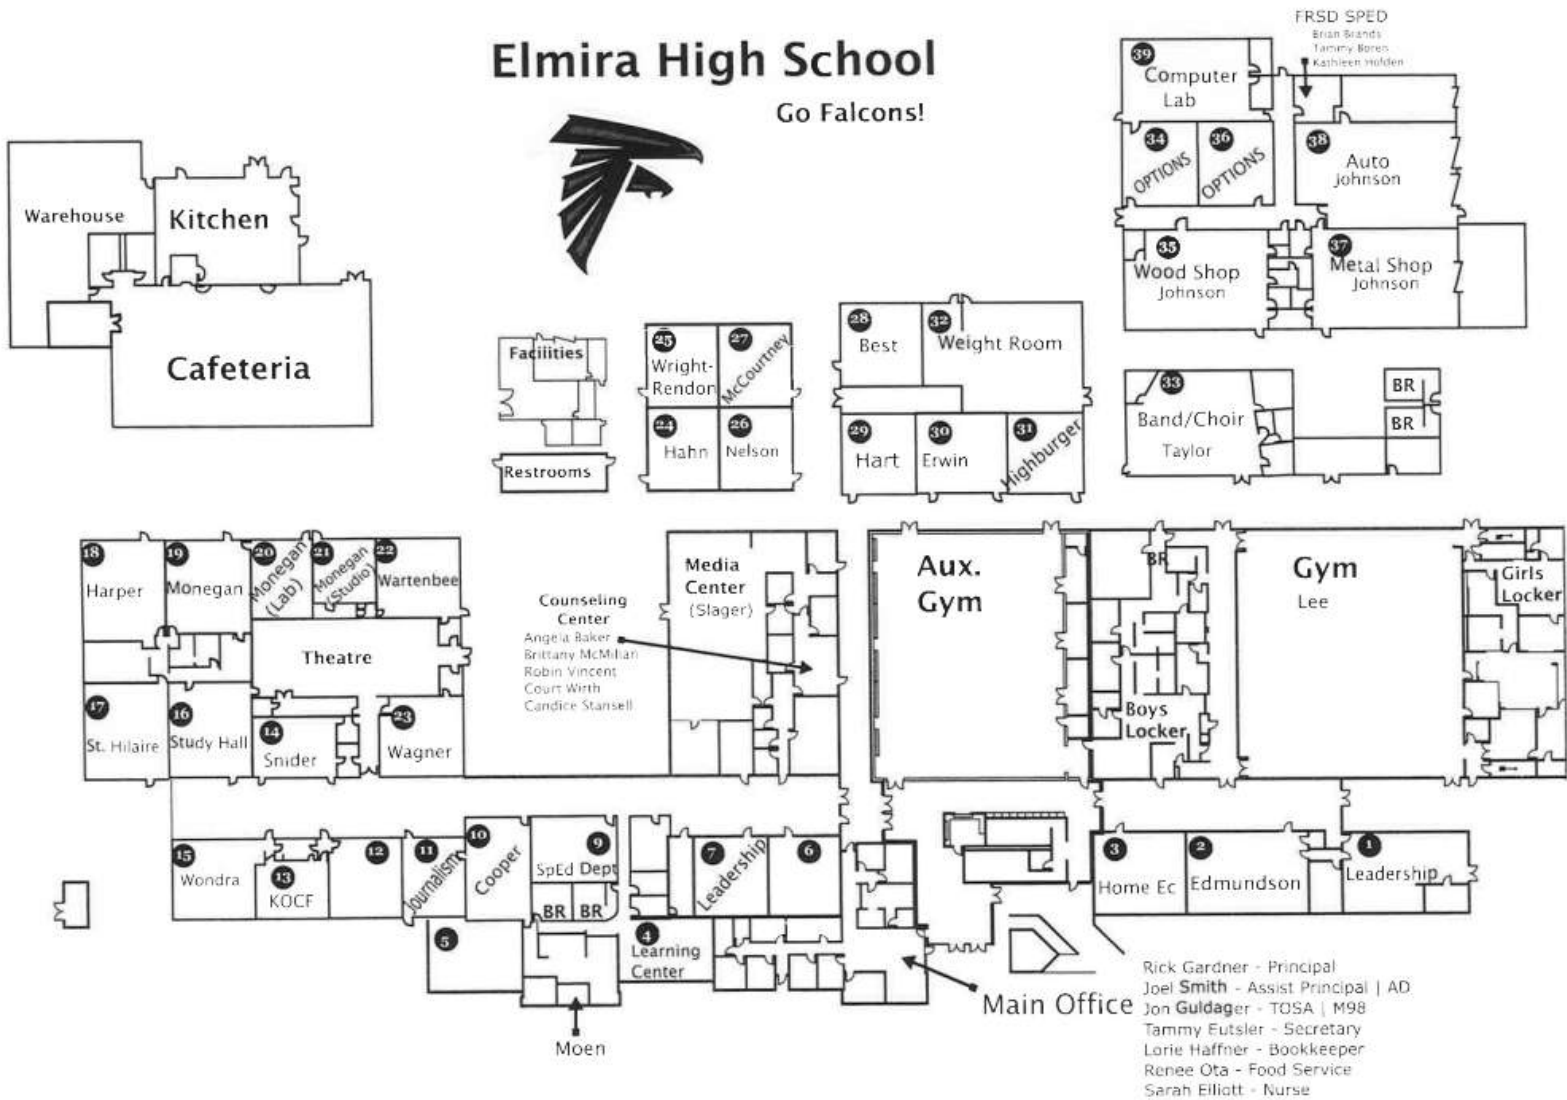 Elmira High School
Go Falcons!
FRSD SPED
Brian Brands
Tammy Boren
Kathleen Holden
39
Computer
Lab
34
OPTIONS
36
OPTIONS
38
Auto
Johnson
35
Wood Shop
Johnson
37
Metal Shop
Johnson
Warehouse
Kitchen
Cafeteria
Facilities
Restrooms
25
Wright-
Rendon
27
McCourtney
24
Hahn
26
Nelson
28
Best
32
Weight Room
29
Hart
30
Erwin
31
Highburger
33
Band/Choir
Taylor
BR
BR
18
Harper
19
Monegan
20
Monegan
(Lab)
21
Monegan
(Studio)
22
Wartenbee
Theatre
17
St. Hilaire
16
Study Hall
14
Snider
23
Wagner
Counseling
Center
Angela Baker
Brittany McMillan
Robin Vincent
Court Wirth
Candice Stansell
Media
Center
(Slager)
Aux.
Gym
BR
Boys
Locker
Gym
Lee
Girls
Locker
15
Wondra
13
KOCF
12
11
Journalism
10
Cooper
9
SpEd Dept
BR
BR
7
Leadership
6
5
4
Learning
Center
Moen
3
Home Ec
2
Edmundson
1
Leadership
Main Office
Rick Gardner - Principal
Joel Smith - Assist Principal | AD
Jon Guldager - TOSA | M98
Tammy Eutsler - Secretary
Lorie Haffner - Bookkeeper
Renee Ota - Food Service
Sarah Elliott - Nurse